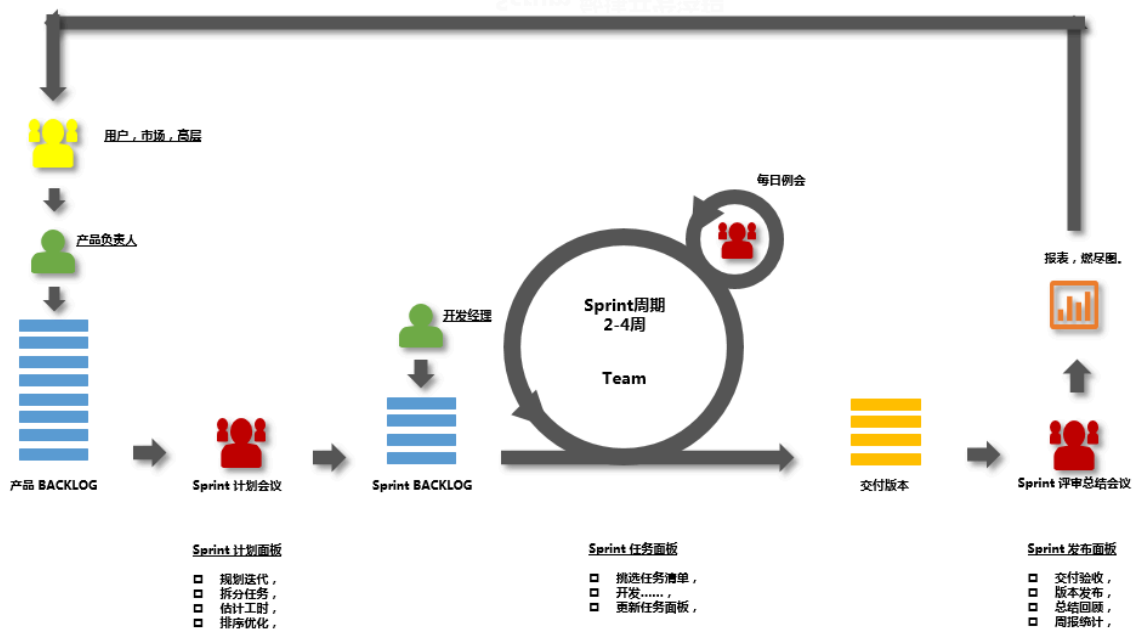 用户，市场，高层
产品负责人
每日例会
报表，燃尽图。
Sprint周期
2-4周
Team
开发经理
产品 BACKLOG
Sprint 计划会议
Sprint BACKLOG
交付版本
Sprint 评审总结会议
Sprint 计划面板
规划迭代，
拆分任务，
估计工时，
排序优化，
Sprint 任务面板
挑选任务清单，
开发……，
更新任务面板，
Sprint 发布面板
交付验收，
版本发布，
总结回顾，
周报统计，